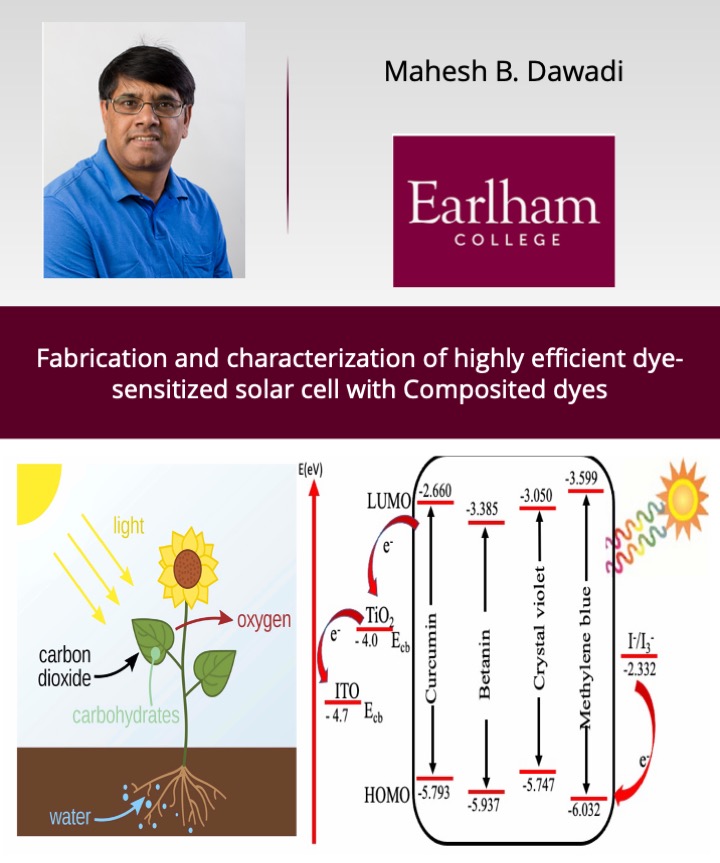 Mahesh B. Dawadi
Earlham
COLLEGE
Fabrication and characterization of highly efficient dye-
sensitized solar cell with Composited dyes
light
oxygen
carbon
dioxide
carbohydrates
water
E(eV)
LUMO
-2.660
-3.385
-3.050
-3.599
e-
TiO2
- 4.0
Ecb
e-
ITO
- 4.7
Ecb
Curcumin
Betanin
Crystal violet
Methylene blue
I-/I3-
-2.332
e-
HOMO
-5.793
-5.937
-5.747
-6.032